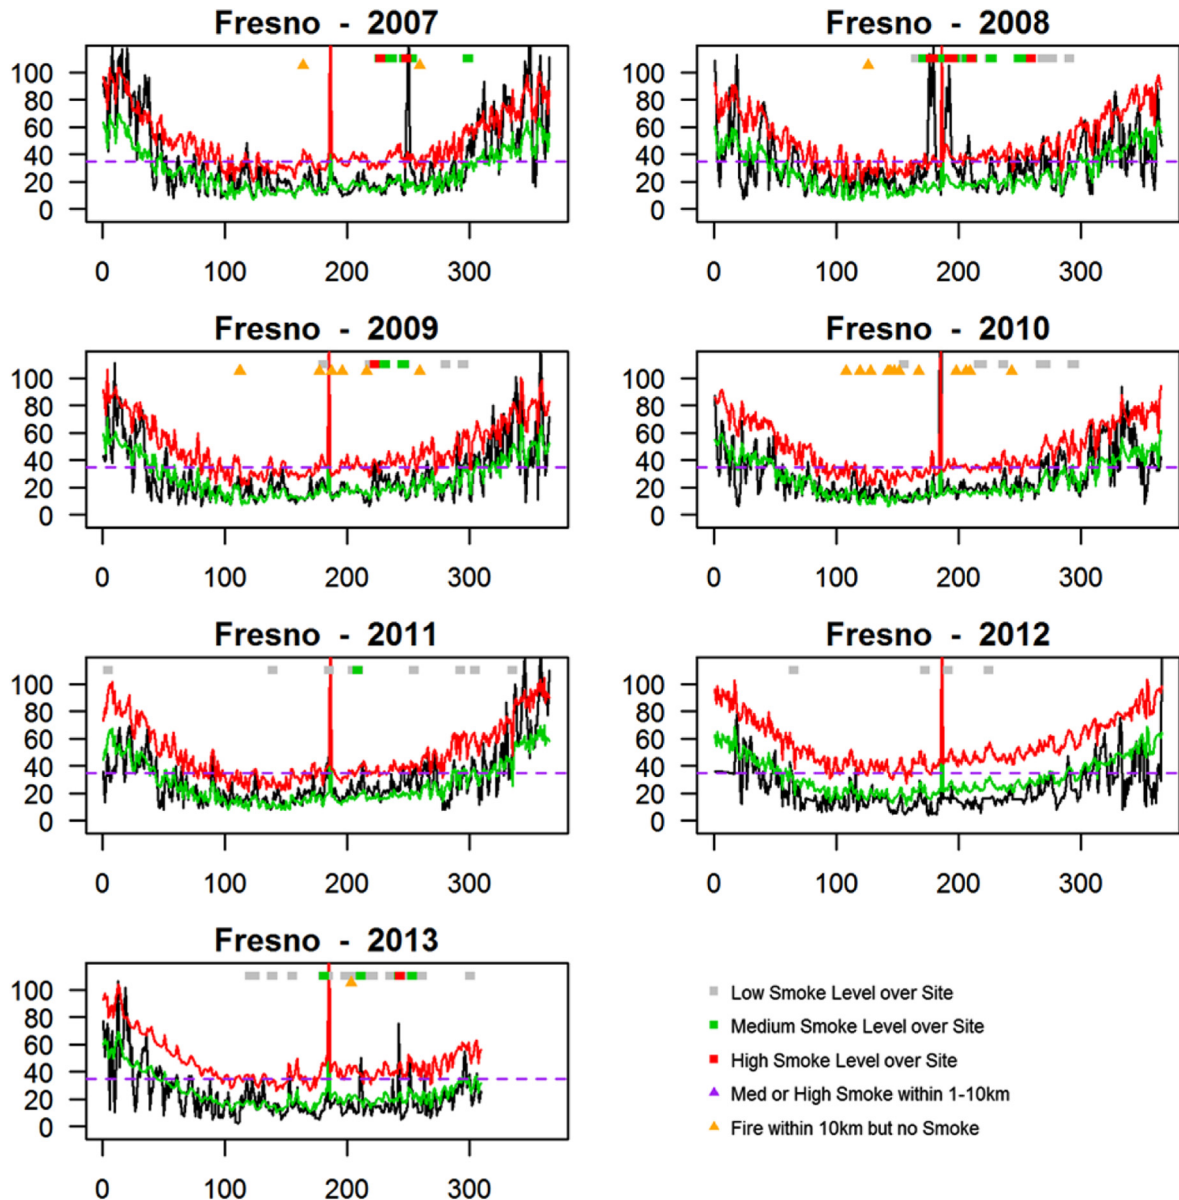 Fresno - 2007
100
80
60
40
20
0
0 100 200 300
Fresno - 2008
100
80
60
40
20
0
0 100 200 300
Fresno - 2009
100
80
60
40
20
0
0 100 200 300
Fresno - 2010
100
80
60
40
20
0
0 100 200 300
Fresno - 2011
100
80
60
40
20
0
0 100 200 300
Fresno - 2012
100
80
60
40
20
0
0 100 200 300
Fresno - 2013
100
80
60
40
20
0
0 100 200 300
Low Smoke Level over Site
Medium Smoke Level over Site
High Smoke Level over Site
Med or High Smoke within 1-10km
Fire within 10km but no Smoke